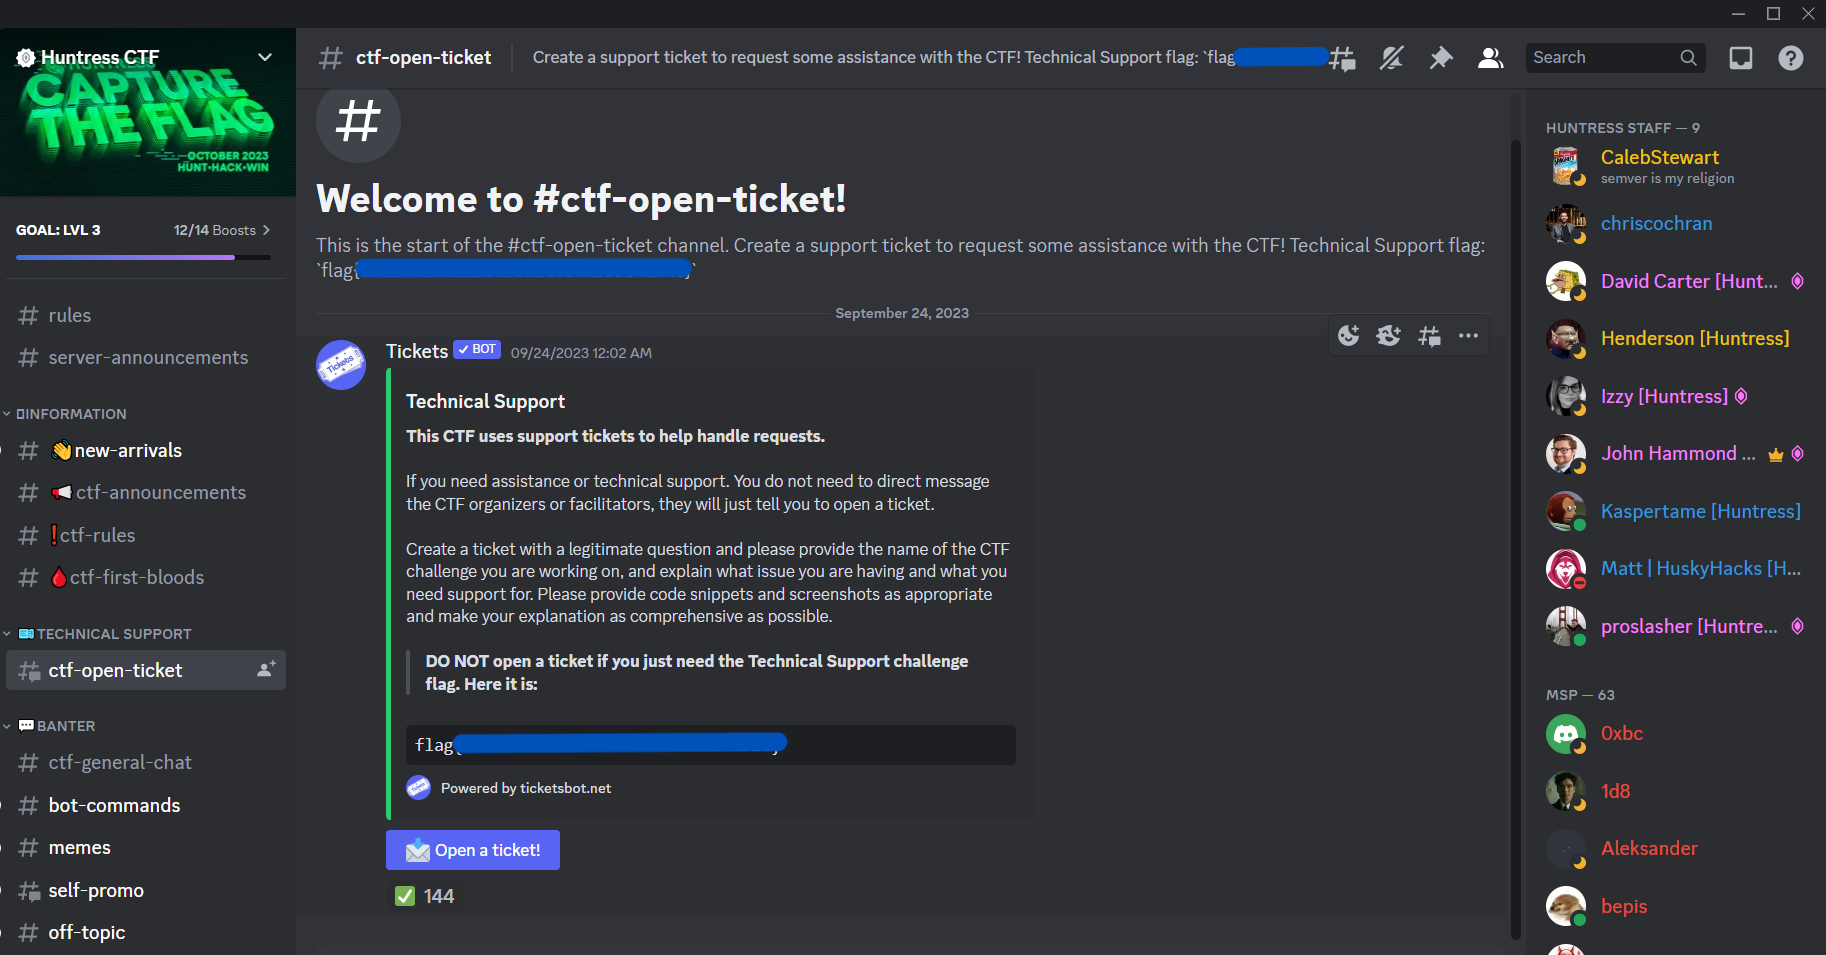 Huntress CTF
CAPTURE
THE FLAG
OCTOBER 2023
HUNT•HACK•WIN
GOAL: LVL 3
12/14 Boosts
rules
server-announcements
INFORMATION
👋new-arrivals
📢ctf-announcements
❗ctf-rules
🩸ctf-first-bloods
🎫TECHNICAL SUPPORT
ctf-open-ticket
💬BANTER
ctf-general-chat
bot-commands
memes
self-promo
off-topic
# ctf-open-ticket
Create a support ticket to request some assistance with the CTF! Technical Support flag: `flag
Search
#
Welcome to #ctf-open-ticket!
This is the start of the #ctf-open-ticket channel. Create a support ticket to request some assistance with the CTF! Technical Support flag:
`flag{
September 24, 2023
Tickets ✓ BOT 09/24/2023 12:02 AM
Technical Support
This CTF uses support tickets to help handle requests.
If you need assistance or technical support. You do not need to direct message
the CTF organizers or facilitators, they will just tell you to open a ticket.
Create a ticket with a legitimate question and please provide the name of the CTF
challenge you are working on, and explain what issue you are having and what you
need support for. Please provide code snippets and screenshots as appropriate
and make your explanation as comprehensive as possible.
DO NOT open a ticket if you just need the Technical Support challenge
flag. Here it is:
flag{
Powered by ticketsbot.net
📩 Open a ticket!
✅ 144
HUNTRESS STAFF — 9
CalebStewart
semver is my religion
chriscochran
David Carter [Hunt...
Henderson [Huntress]
Izzy [Huntress]
John Hammond ...
Kaspertame [Huntress]
Matt | HuskyHacks [H...
proslasher [Huntre...
MSP — 63
0xbc
1d8
Aleksander
bepis